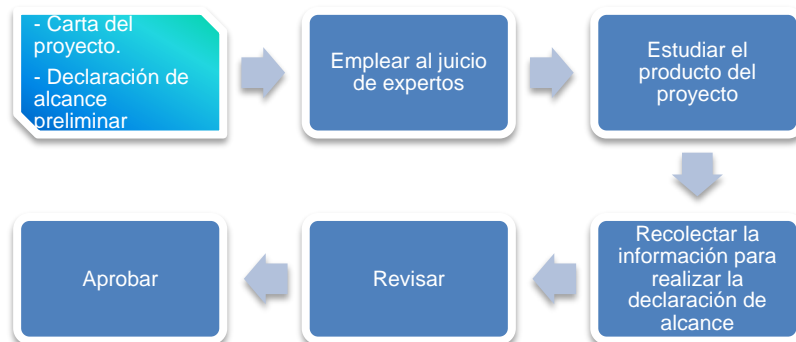 - Carta del
proyecto.
- Declaración de
alcance
preliminar
Emplear al juicio
de expertos
Estudiar el
producto del
proyecto
Recolectar la
información para
realizar la
declaración de
alcance
Revisar
Aprobar